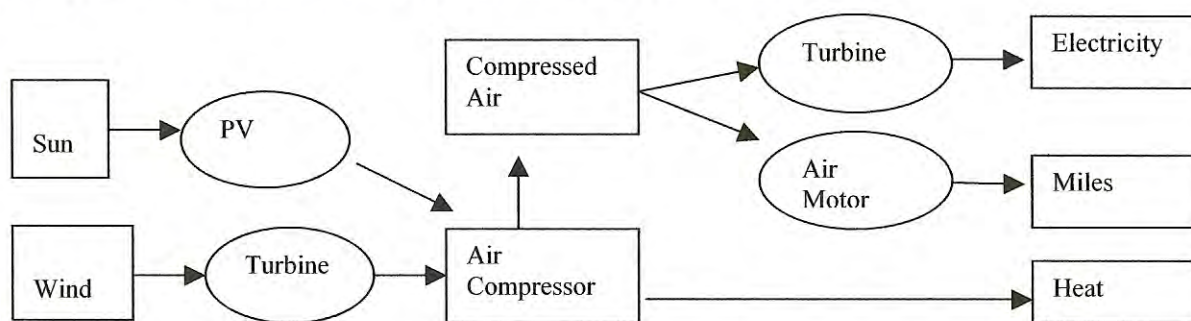 Sun
PV
Wind
Turbine
Compressed
Air
Air
Compressor
Turbine
Air
Motor
Electricity
Miles
Heat